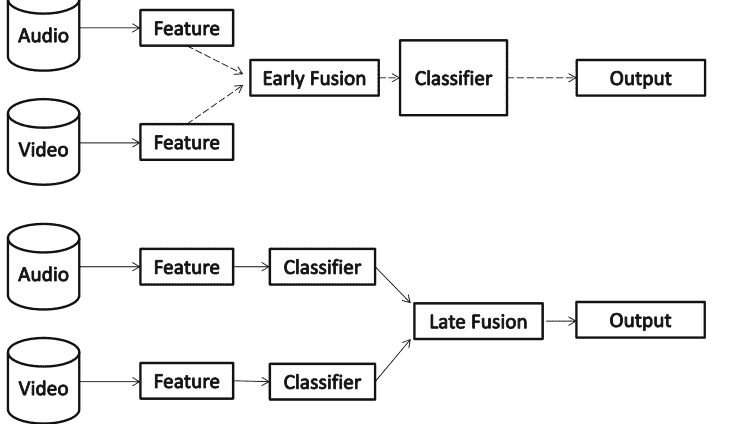 Audio
Feature
Early Fusion
Classifier
Output
Video
Feature
Audio
Feature
Classifier
Late Fusion
Output
Video
Feature
Classifier